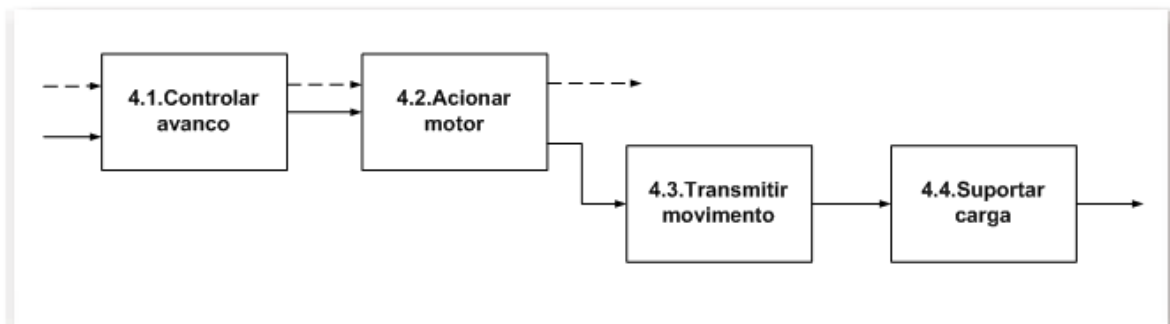 4.1.Controlar
avanco
4.2.Acionar
motor
4.3.Transmitir
movimento
4.4.Suportar
carga